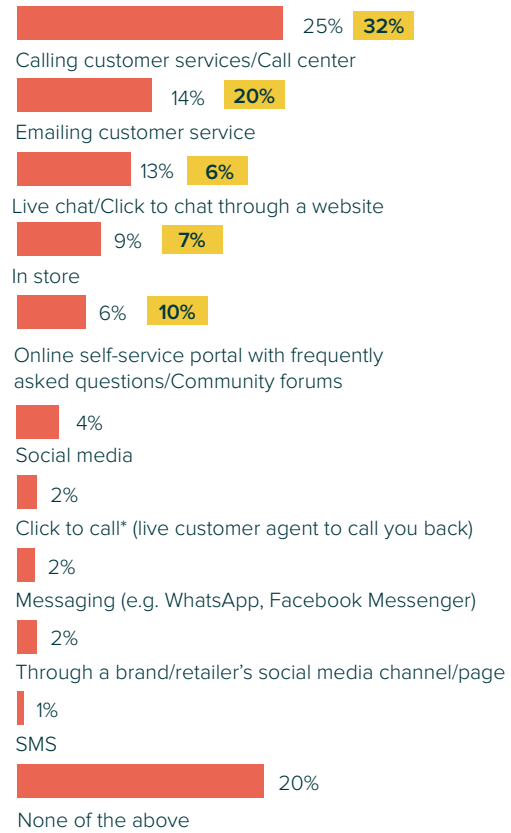 25% 32%
Calling customer services/Call center
14% 20%
Emailing customer service
13% 6%
Live chat/Click to chat through a website
9% 7%
In store
6% 10%
Online self-service portal with frequently
asked questions/Community forums
4%
Social media
2%
Click to call* (live customer agent to call you back)
2%
Messaging (e.g. WhatsApp, Facebook Messenger)
2%
Through a brand/retailer’s social media channel/page
1%
SMS
20%
None of the above